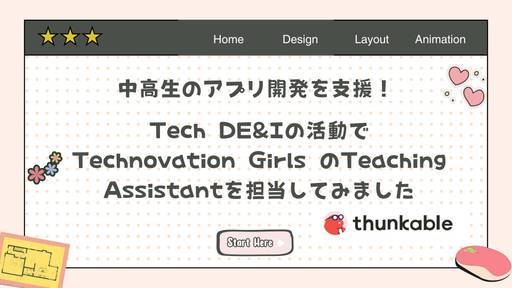 Home Design Layout Animation
中高生のアプリ開発を支援！
Tech DE&Iの活動で
Technovation Girls のTeaching
Assistantを担当してみました
thunkable
Start Here